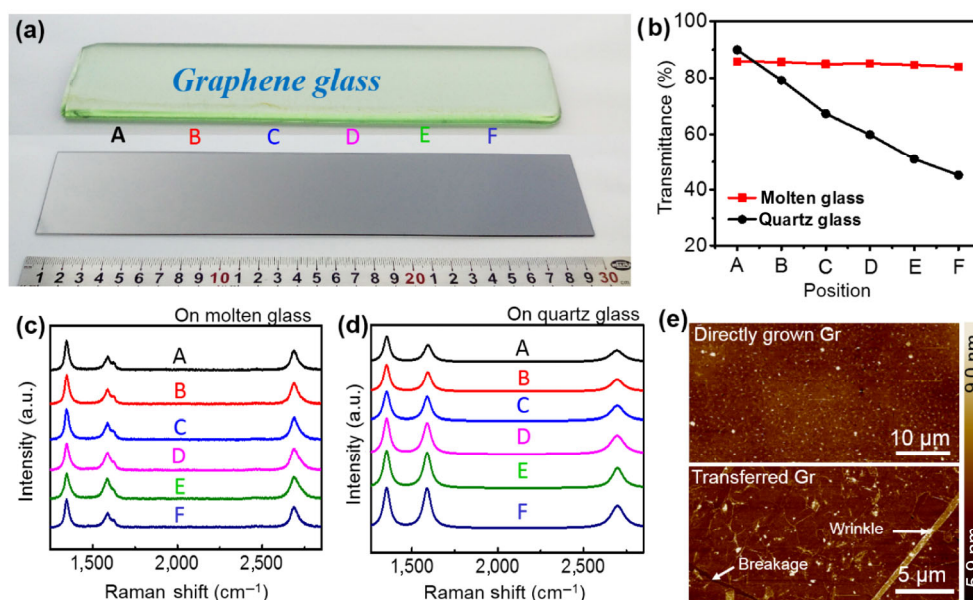 (a)
Graphene glass
A B C D E F
1 2 3 4 5 6 7 8 9 10 1 2 3 4 5 6 7 8 9 20 1 2 3 4 5 6 7 8 9 30
(b)
Transmittance (%)
100
80
60
40
20
Molten glass
Quartz glass
A B C D E F
Position
(c)
On molten glass
Intensity (a.u.)
A
B
C
D
E
F
1,500 2,000 2,500
Raman shift (cm⁻¹)
(d)
On quartz glass
Intensity (a.u.)
A
B
C
D
E
F
1,500 2,000 2,500
Raman shift (cm⁻¹)
(e)
Directly grown Gr
10 µm
Transferred Gr
Wrinkle
Breakage
5 µm
9.0 nm